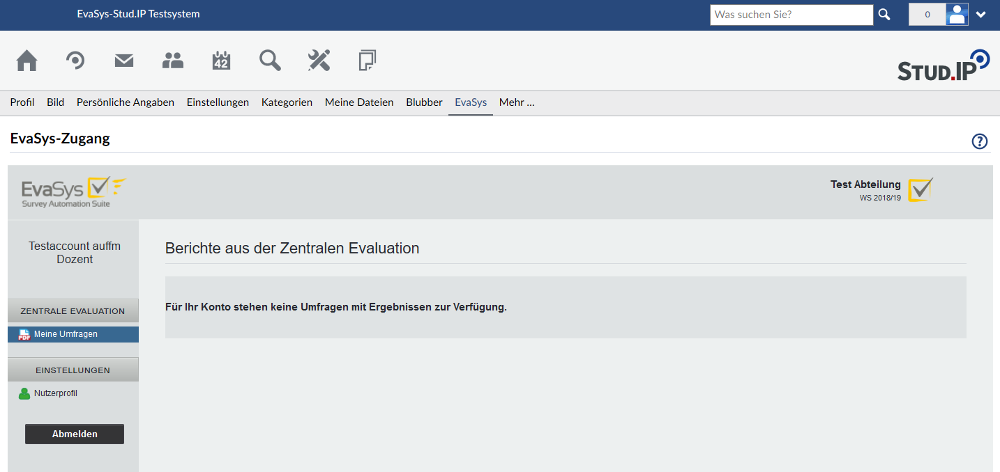 EvaSys-Stud.IP Testsystem
Was suchen Sie?
0
42
STUD.IP
Profil Bild Persönliche Angaben Einstellungen Kategorien Meine Dateien Blubber EvaSys Mehr ...
EvaSys-Zugang
?
EvaSys
Survey Automation Suite
Test Abteilung
WS 2018/19
Testaccount auffm
Dozent
Berichte aus der Zentralen Evaluation
Für Ihr Konto stehen keine Umfragen mit Ergebnissen zur Verfügung.
ZENTRALE EVALUATION
PDF Meine Umfragen
EINSTELLUNGEN
Nutzerprofil
Abmelden